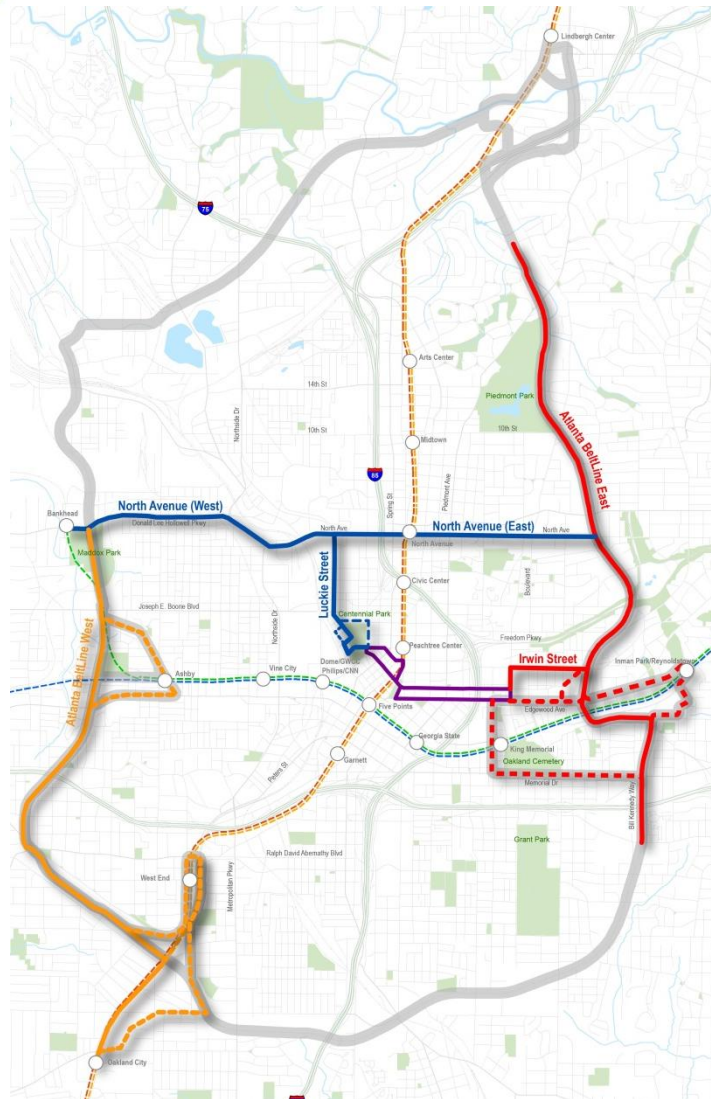 Lindbergh Center
75
Arts Center
14th St
Piedmont Park
Northside Dr
10th St
10th St
Midtown
Atlanta BeltLine East
Piedmont Ave
85
Spring St
North Avenue (West)
Bankhead
Donald Lee Hollowell Pkwy
North Ave
North Avenue (East)
North Ave
North Avenue
Maddox Park
Luckie Street
Civic Center
Boulevard
Joseph E. Boone Blvd
Northside Dr
Centennial Park
Freedom Pkwy
Peachtree Center
Irwin Street
Atlanta BeltLine West
Dome/GWCC
Philips/CNN
Vine City
Ashby
Inman Park/Reynoldstown
Five Points
Edgewood Ave
Georgia State
King Memorial
Garnett
Oakland Cemetery
Peters St
Memorial Dr
Bill Kennedy Way
Grant Park
Ralph David Abernathy Blvd
West End
Metropolitan Pkwy
Oakland City